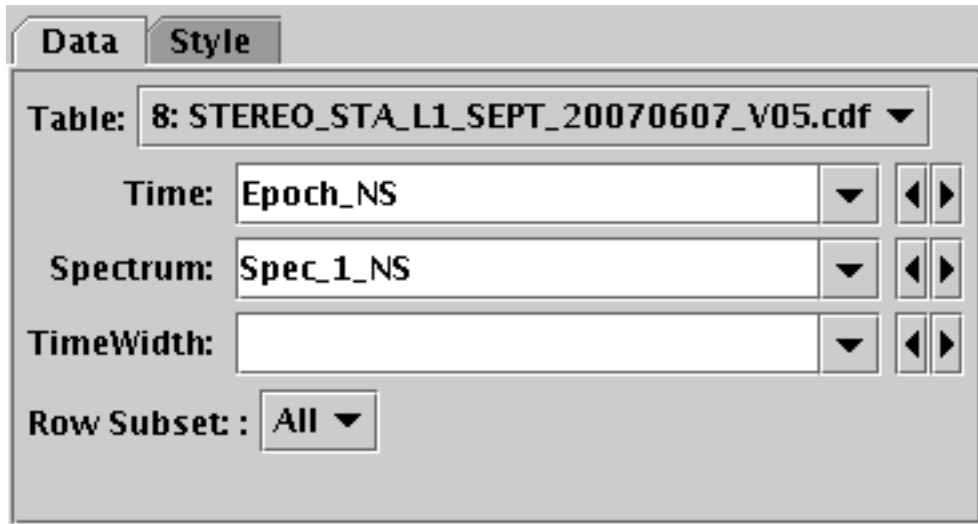 Data Style
Table: 8: STEREO_STA_L1_SEPT_20070607_V05.cdf
Time: Epoch_NS
Spectrum: Spec_1_NS
TimeWidth:
Row Subset: : All